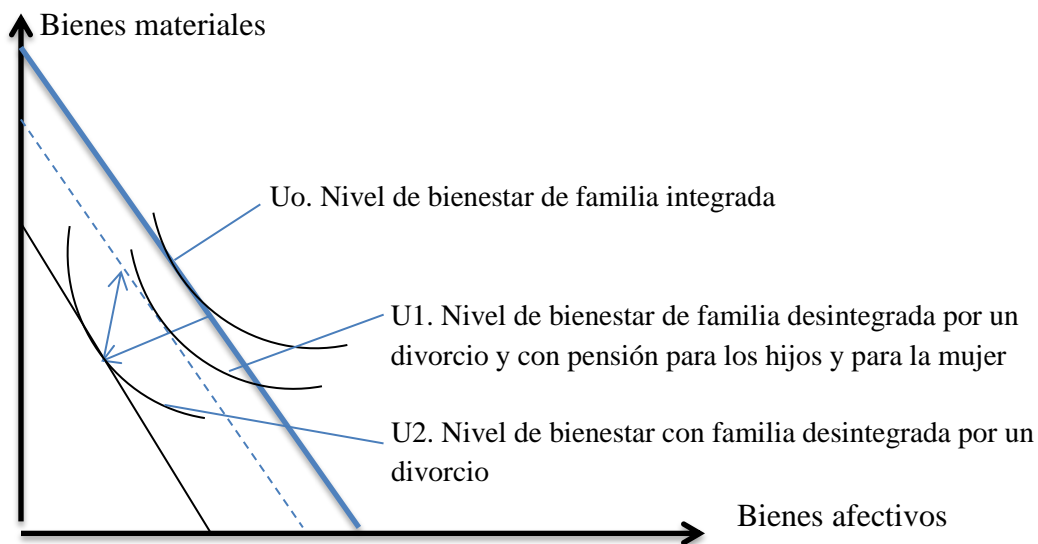 Bienes materiales
Uo. Nivel de bienestar de familia integrada
U1. Nivel de bienestar de familia desintegrada por un
divorcio y con pensión para los hijos y para la mujer
U2. Nivel de bienestar con familia desintegrada por un
divorcio
Bienes afectivos